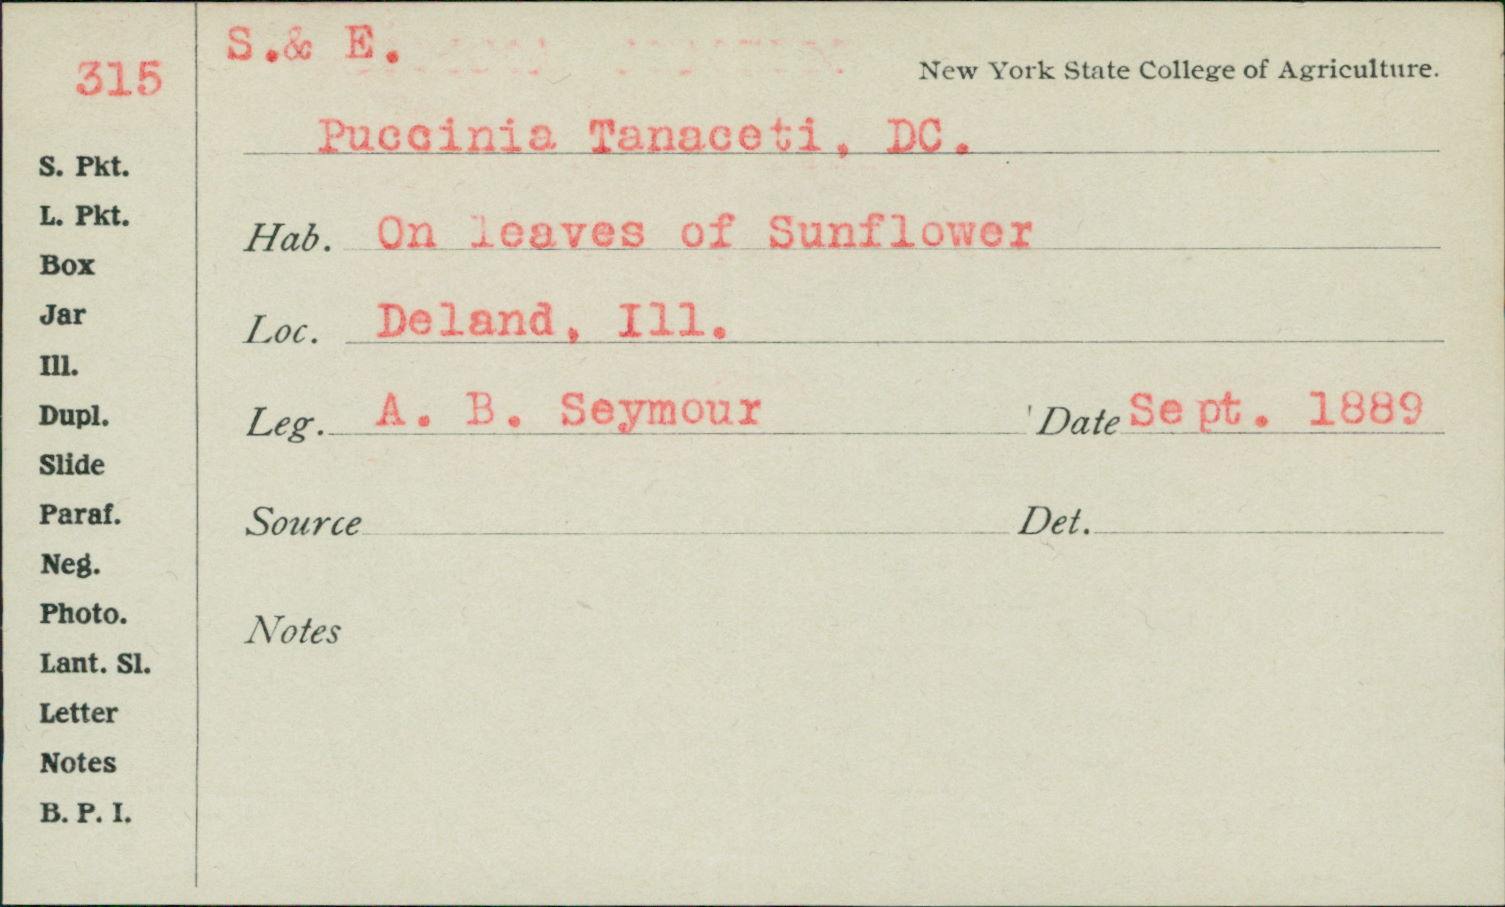 315
S.& E.
New York State College of Agriculture.
Puccinia Tanaceti, DC.
Hab. On leaves of Sunflower
Loc. Deland, Ill.
Leg. A. B. Seymour Date Sept. 1889
Source Det.
Notes
S. Pkt.
L. Pkt.
Box
Jar
Ill.
Dupl.
Slide
Paraf.
Neg.
Photo.
Lant. Sl.
Letter
Notes
B. P. I.